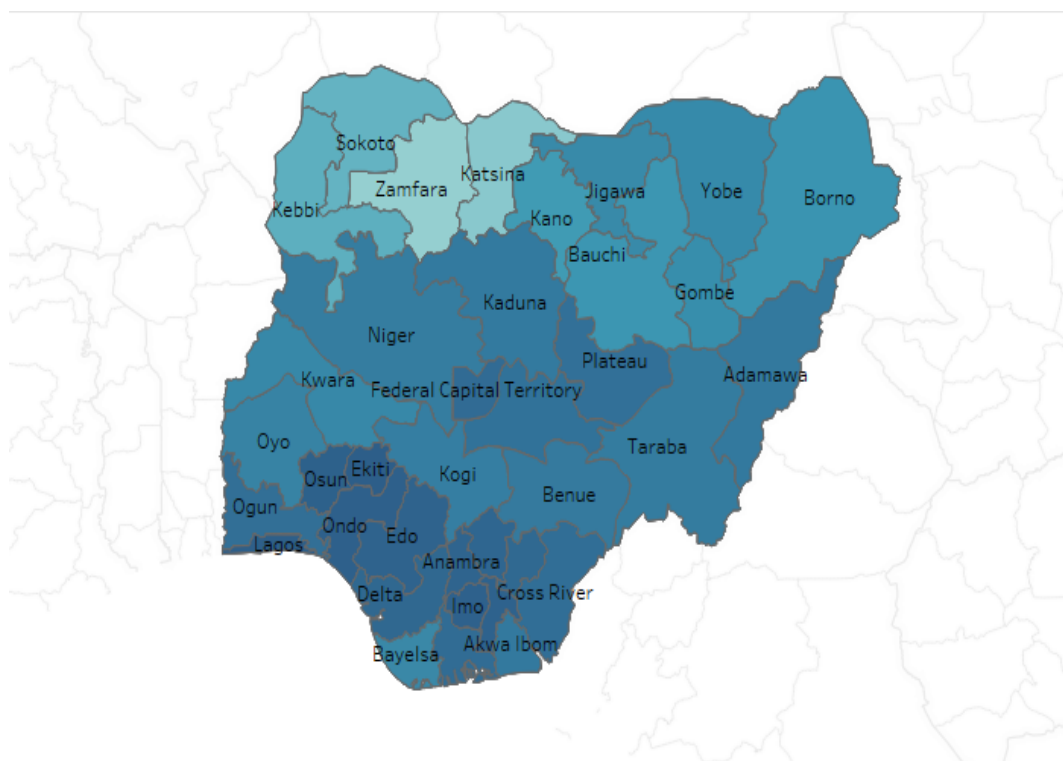 Sokoto
Katsina
Zamfara
Kebbi
Jigawa
Yobe
Borno
Kano
Bauchi
Gombe
Kaduna
Niger
Plateau
Adamawa
Kwara
Federal Capital Territory
Oyo
Taraba
Ekiti
Osun
Kogi
Benue
Ogun
Ondo
Edo
Lagos
Anambra
Delta
Cross River
Imo
Akwa Ibom
Bayelsa